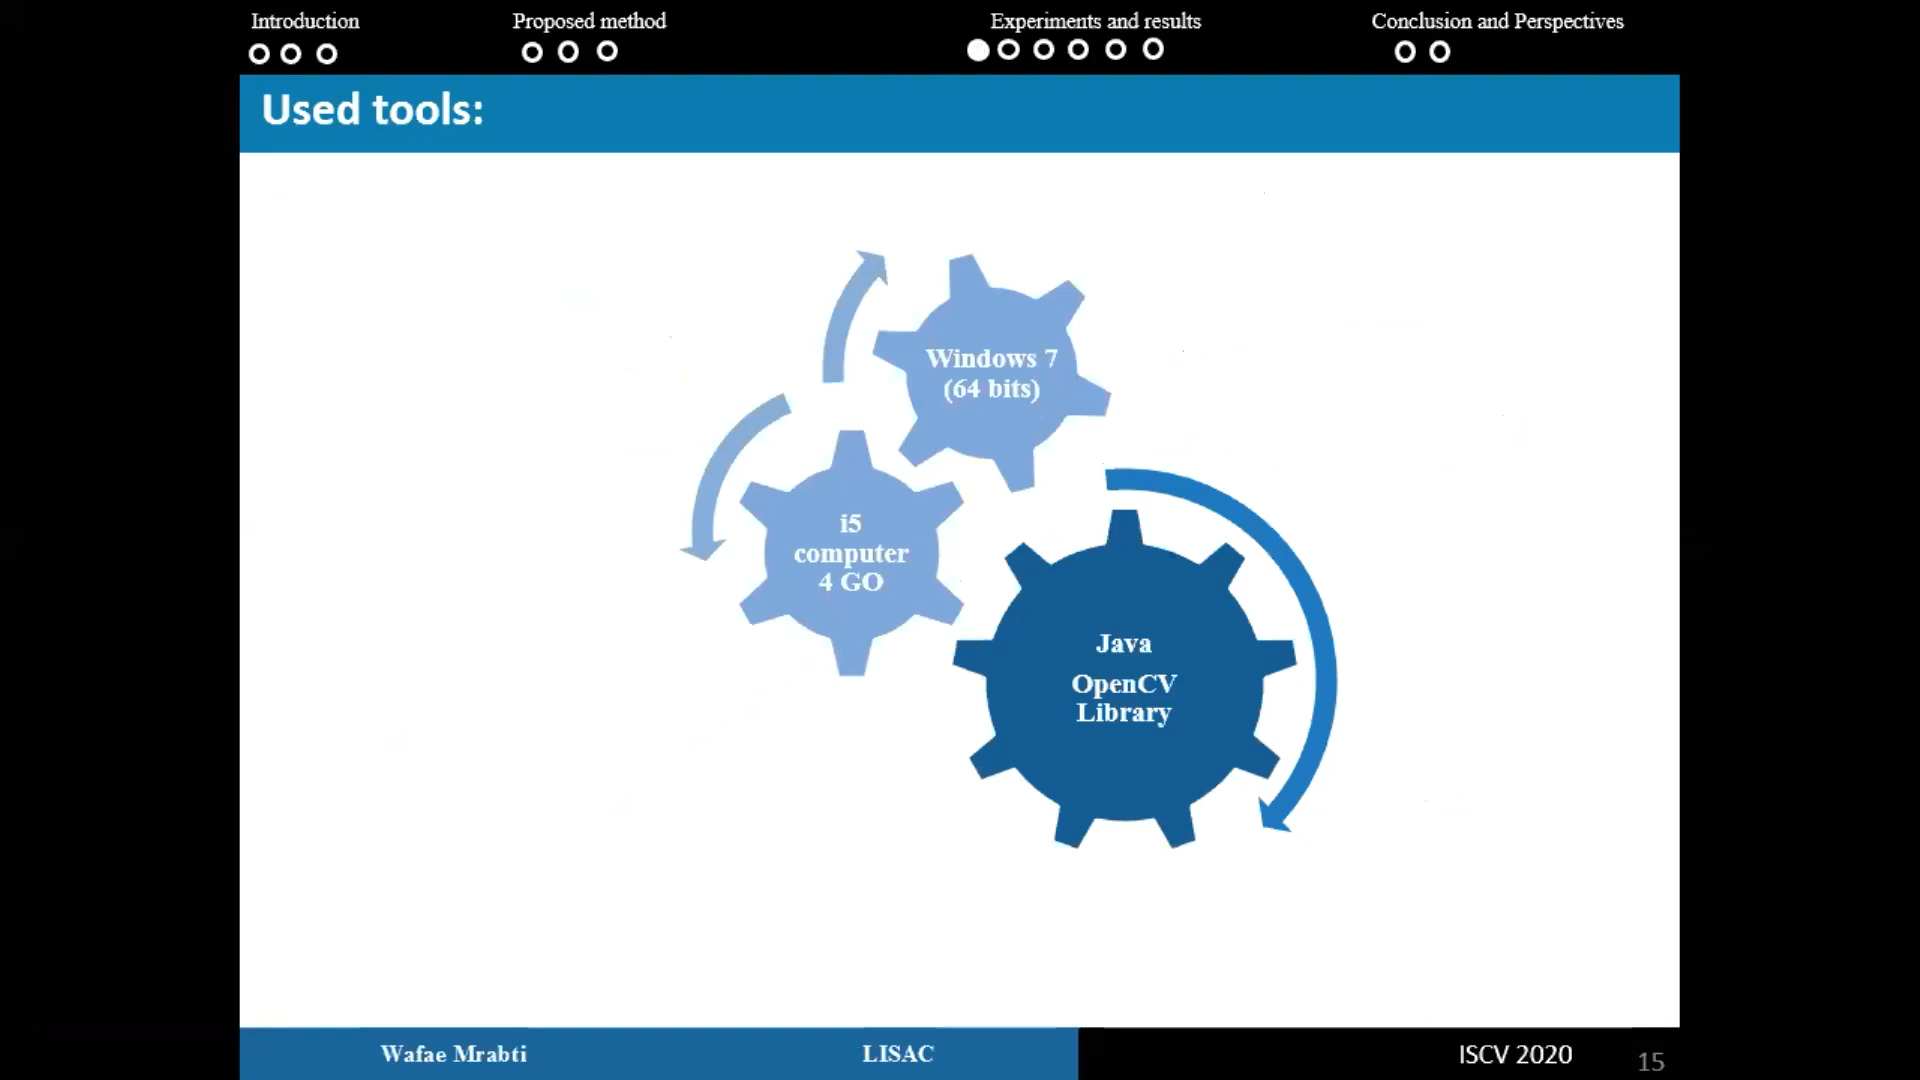 Introduction
Proposed method
Experiments and results
Conclusion and Perspectives
Used tools:
Windows 7
(64 bits)
i5
computer
4 GO
Java
OpenCV
Library
Wafae Mrabti
LISAC
ISCV 2020
15